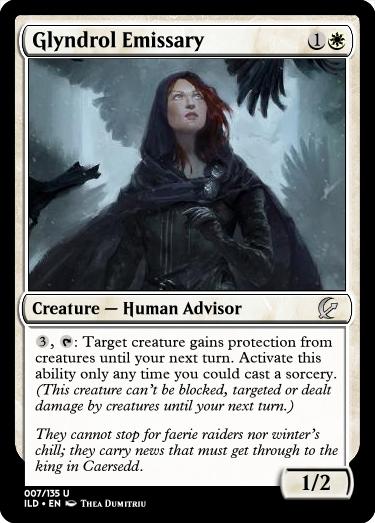 Glyndrol Emissary 1
Creature — Human Advisor
3, : Target creature gains protection from
creatures until your next turn. Activate this
ability only any time you could cast a sorcery.
(This creature can't be blocked, targeted or dealt
damage by creatures until your next turn.)
They cannot stop for faerie raiders nor winter's
chill; they carry news that must get through to the
king in Caersedd.
1/2
007/135 U
ILD • EN Thea Dumitriu